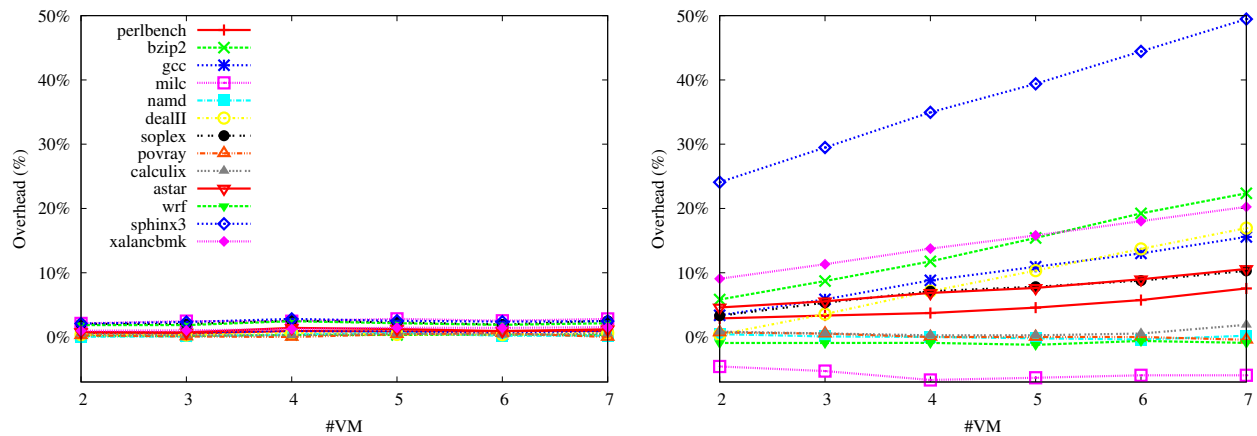 50%
40%
30%
20%
10%
0%
Overhead (%)
perlbench
bzip2
gcc
milc
namd
dealII
soplex
povray
calculix
astar
wrf
sphinx3
xalancbmk
2 3 4 5 6 7
#VM
50%
40%
30%
20%
10%
0%
Overhead (%)
2 3 4 5 6 7
#VM